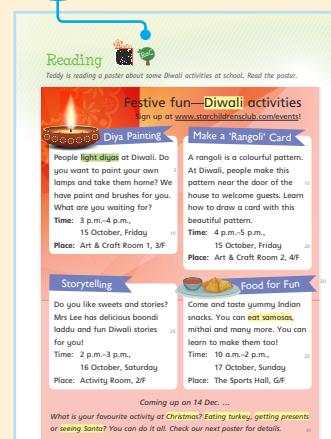 Reading
Teddy is reading a poster about some Diwali activities at school. Read the poster.
Festive fun—Diwali activities
Sign up at www.starchildrensclub.com/events!
Diya Painting
People light diyas at Diwali. Do
you want to paint your own
5
lamps and take them home? We
have paint and brushes for you.
What are you waiting for?
Time: 3 p.m.–4 p.m.,
15 October, Friday
10
Place: Art & Craft Room 1, 3/F
Make a 'Rangoli' Card
A rangoli is a colourful pattern.
At Diwali, people make this
pattern near the door of the
15
house to welcome guests. Learn
how to draw a card with this
beautiful pattern.
Time: 4 p.m.–5 p.m.,
15 October, Friday
20
Place: Art & Craft Room 2, 4/F
Storytelling
Do you like sweets and stories?
Mrs Lee has delicious boondi
laddu and fun Diwali stories
25
for you!
Time: 2 p.m.–3 p.m.,
16 October, Saturday
Place: Activity Room, 2/F
Food for Fun
30
Come and taste yummy Indian
snacks. You can eat samosas,
mithai and many more. You can
learn to make them too!
Time: 10 a.m.–2 p.m.,
35
17 October, Sunday
Place: The Sports Hall, G/F
Coming up on 14 Dec. ...
What is your favourite activity at Christmas? Eating turkey, getting presents
or seeing Santa? You can do it all. Check our next poster for details.
40